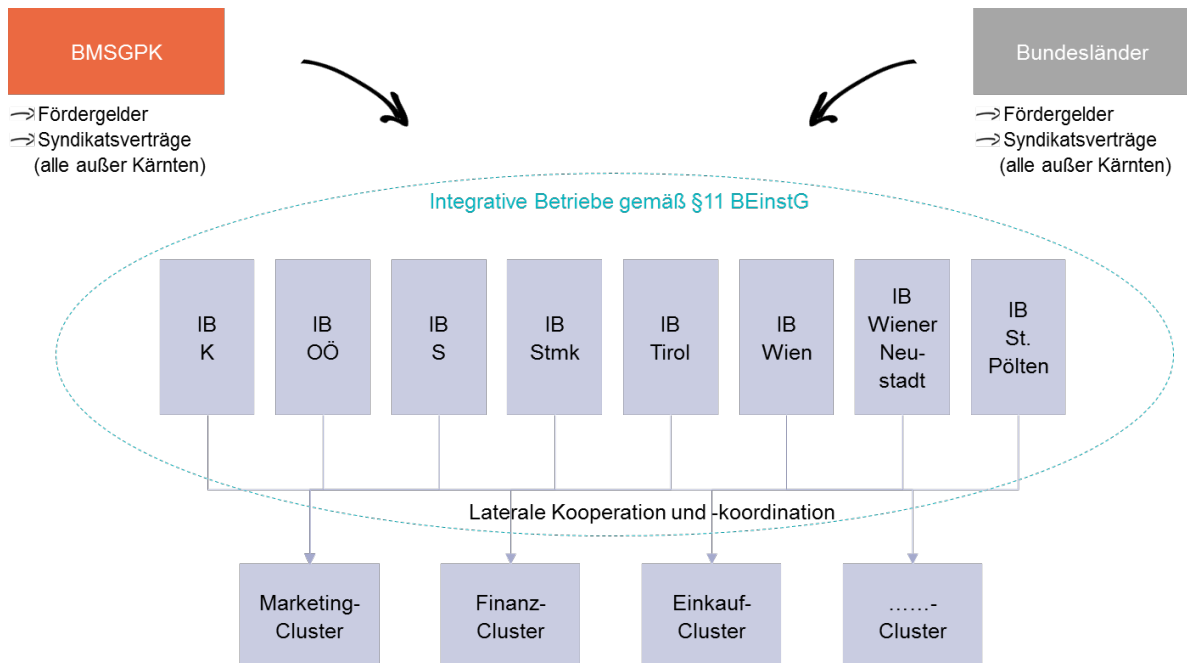 BMSGPK
Bundesländer
Fördergelder
Syndikatsverträge
(alle außer Kärnten)
Fördergelder
Syndikatsverträge
(alle außer Kärnten)
Integrative Betriebe gemäß §11 BEinstG
IB
K
IB
OÖ
IB
S
IB
Stmk
IB
Tirol
IB
Wien
IB
Wiener
Neu-
stadt
IB
St.
Pölten
Laterale Kooperation und -koordination
Marketing-
Cluster
Finanz-
Cluster
Einkauf-
Cluster
……-
Cluster